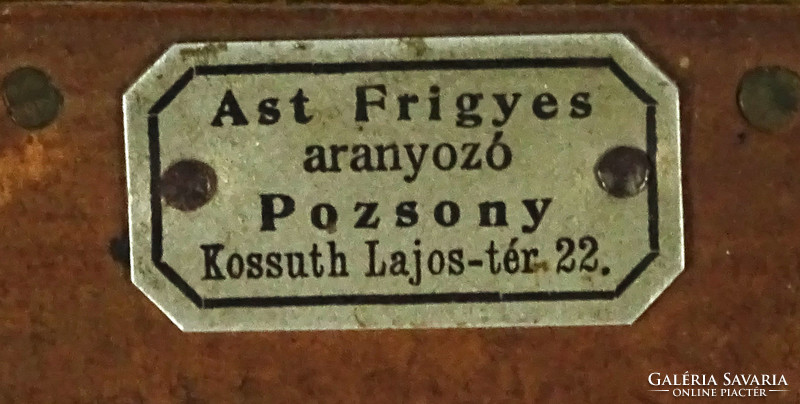 Ast Frigyes
aranyozó
Pozsony
Kossuth Lajos-tér 22.
GALÉRIA SAVARIA
ONLINE PIACTÉR